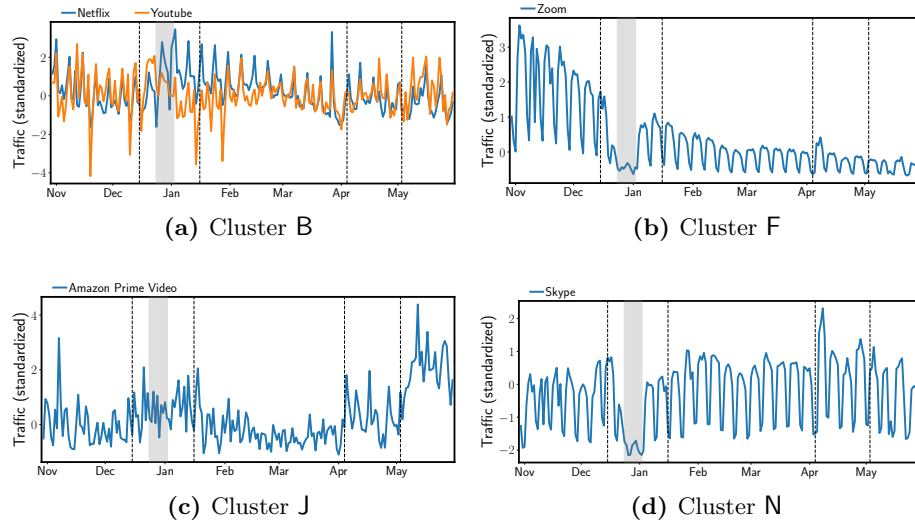 Netflix Youtube
Traffic (standardized)
2
0
−2
−4
Nov Dec Jan Feb Mar Apr May
(a) Cluster B
Zoom
Traffic (standardized)
3
2
1
0
Nov Dec Jan Feb Mar Apr May
(b) Cluster F
Amazon Prime Video
Traffic (standardized)
4
2
0
Nov Dec Jan Feb Mar Apr May
(c) Cluster J
Skype
Traffic (standardized)
2
1
0
−1
−2
Nov Dec Jan Feb Mar Apr May
(d) Cluster N